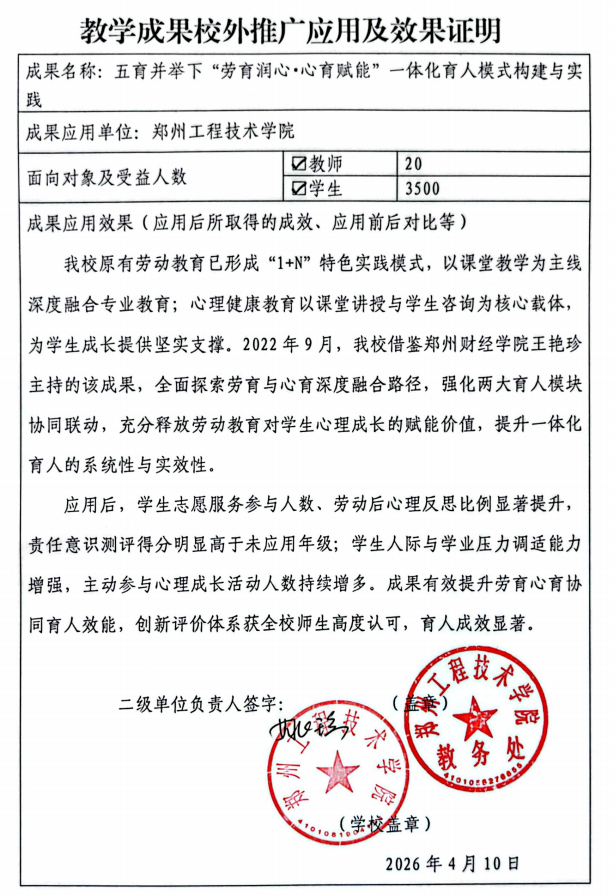 教学成果校外推广应用及效果证明
成果名称：五育并举下“劳育润心·心育赋能”一体化育人模式构建与实
践
成果应用单位：郑州工程技术学院
面向对象及受益人数
☑教师
20
☑学生
3500
成果应用效果（应用后所取得的成效、应用前后对比等）
我校原有劳动教育已形成“1+N”特色实践模式，以课堂教学为主线
深度融合专业教育；心理健康教育以课堂讲授与学生咨询为核心载体，
为学生成长提供坚实支撑。2022 年 9 月，我校借鉴郑州财经学院王艳珍
主持的该成果，全面探索劳育与心育深度融合路径，强化两大育人模块
协同联动，充分释放劳动教育对学生心理成长的赋能价值，提升一体化
育人的系统性与实效性。
应用后，学生志愿服务参与人数、劳动后心理反思比例显著提升，
责任意识测评得分明显高于未应用年级；学生人际与学业压力调适能力
增强，主动参与心理成长活动人数持续增多。成果有效提升劳育心育协
同育人效能，创新评价体系获全校师生高度认可，育人成效显著。
二级单位负责人签字：
（盖章）
郑州工程技术学院
教务处
郑州工程技术学院
（学校盖章）
2026 年 4 月 10 日